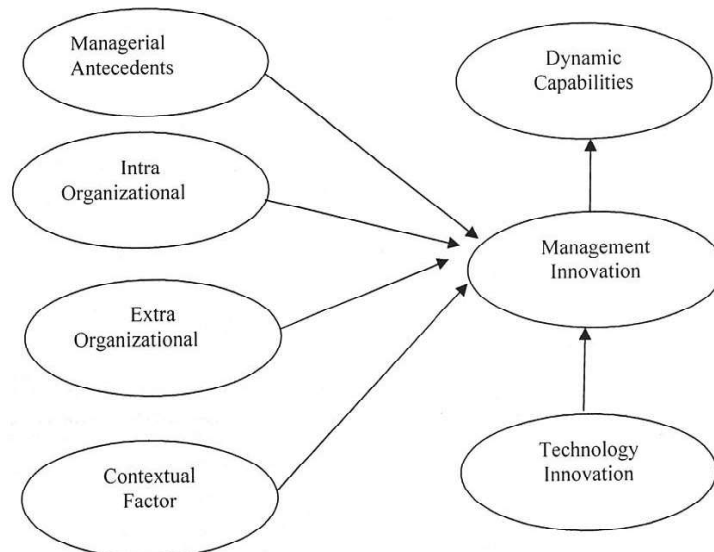 Managerial
Antecedents
Dynamic
Capabilities
Intra
Organizational
Management
Innovation
Extra
Organizational
Contextual
Factor
Technology
Innovation